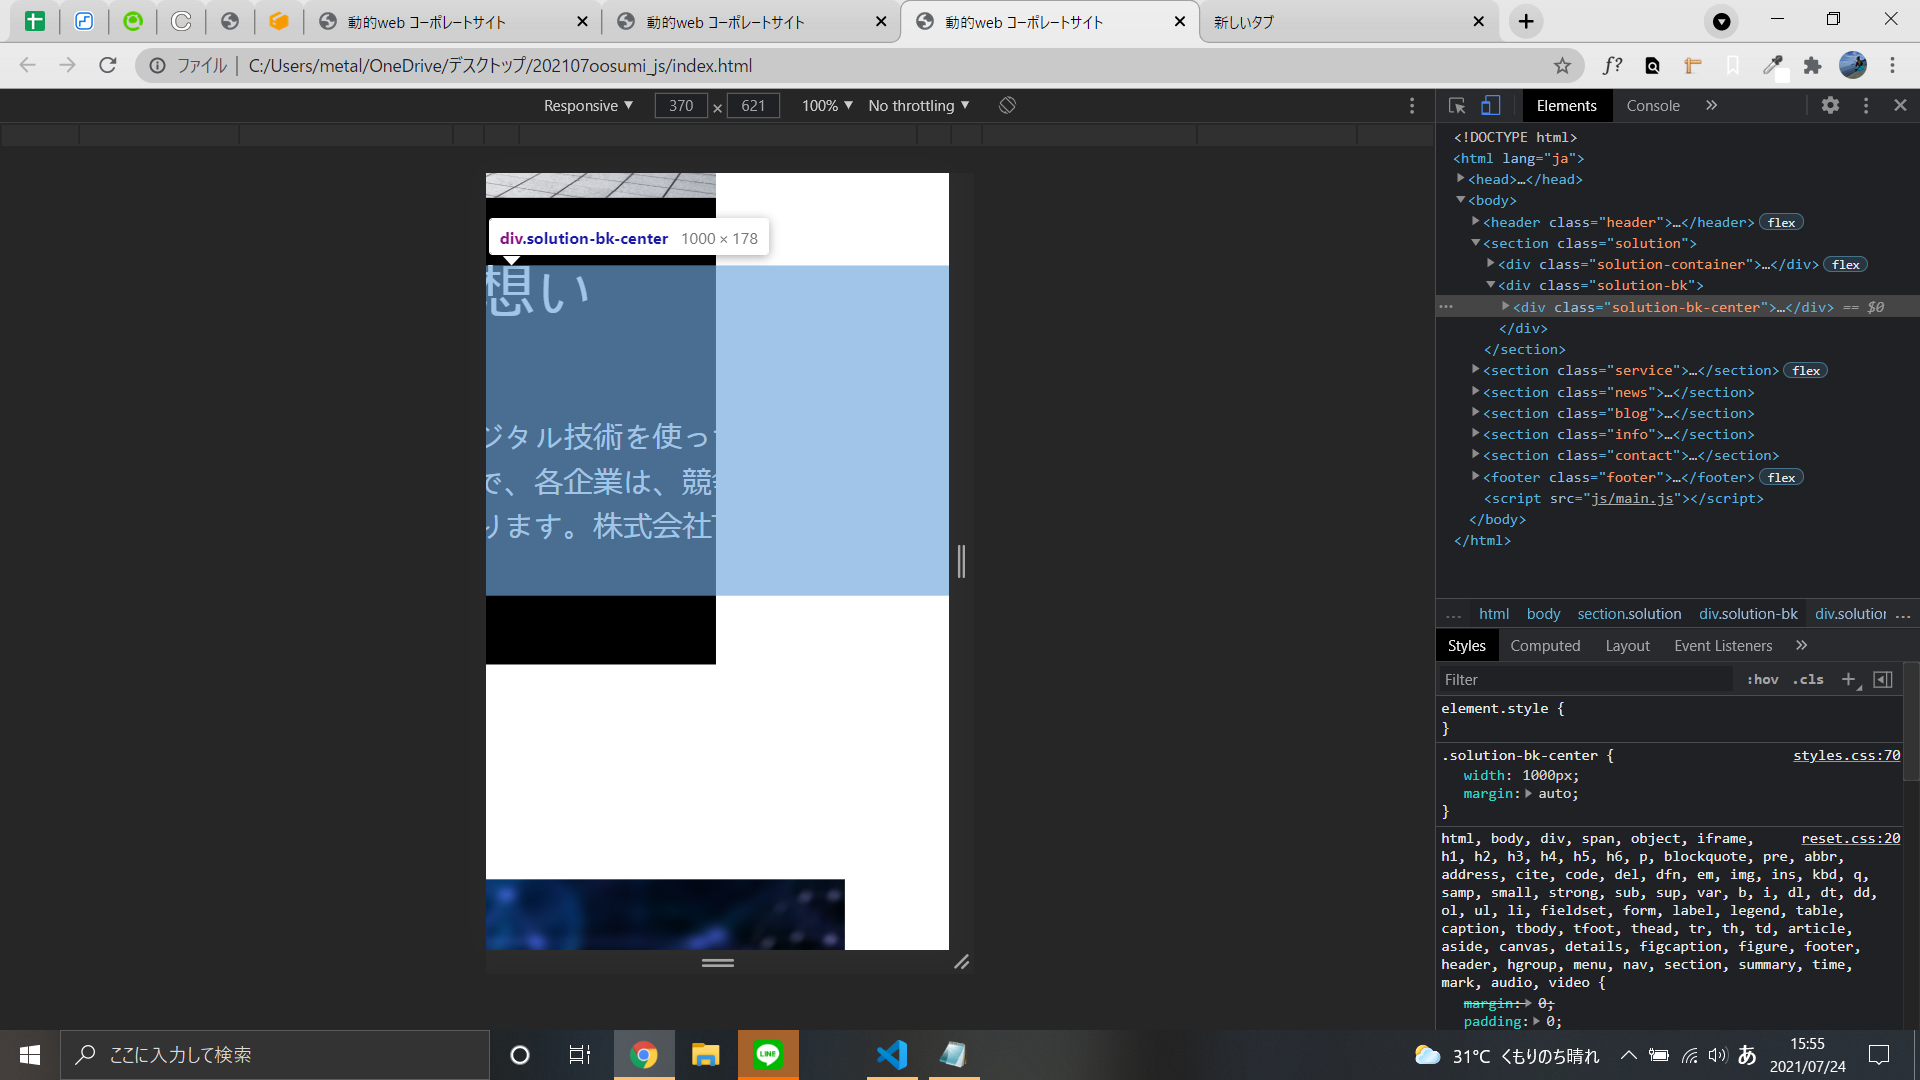 動的web コーポレートサイト
動的web コーポレートサイト
動的web コーポレートサイト
新しいタブ
ファイル C:/Users/metal/OneDrive/デスクトップ/202107oosumi_js/index.html
f?
Responsive 370 × 621 100% No throttling
div.solution-bk-center 1000 × 178
想い
ジタル技術を使っ
で、各企業は、競
ります。株式会社
Elements Console
<!DOCTYPE html>
<html lang="ja">
<head>…</head>
<body>
<header class="header">…</header> flex
<section class="solution">
<div class="solution-container">…</div> flex
<div class="solution-bk">
<div class="solution-bk-center">…</div> == $0
</div>
</section>
<section class="service">…</section> flex
<section class="news">…</section>
<section class="blog">…</section>
<section class="info">…</section>
<section class="contact">…</section>
<footer class="footer">…</footer> flex
<script src="js/main.js"></script>
</body>
</html>
... html body section.solution div.solution-bk div.solution ...
Styles Computed Layout Event Listeners
Filter :hov .cls
element.style {
}
.solution-bk-center { styles.css:70
width: 1000px;
margin: auto;
}
html, body, div, span, object, iframe, reset.css:20
h1, h2, h3, h4, h5, h6, p, blockquote, pre, abbr,
address, cite, code, del, dfn, em, img, ins, kbd, q,
samp, small, strong, sub, sup, var, b, i, dl, dt, dd,
ol, ul, li, fieldset, form, label, legend, table,
caption, tbody, tfoot, thead, tr, th, td, article,
aside, canvas, details, figcaption, figure, footer,
header, hgroup, menu, nav, section, summary, time,
mark, audio, video {
margin: 0;
padding: 0;
ここに入力して検索
LINE
31°C くもりのち晴れ
あ
15:55
2021/07/24